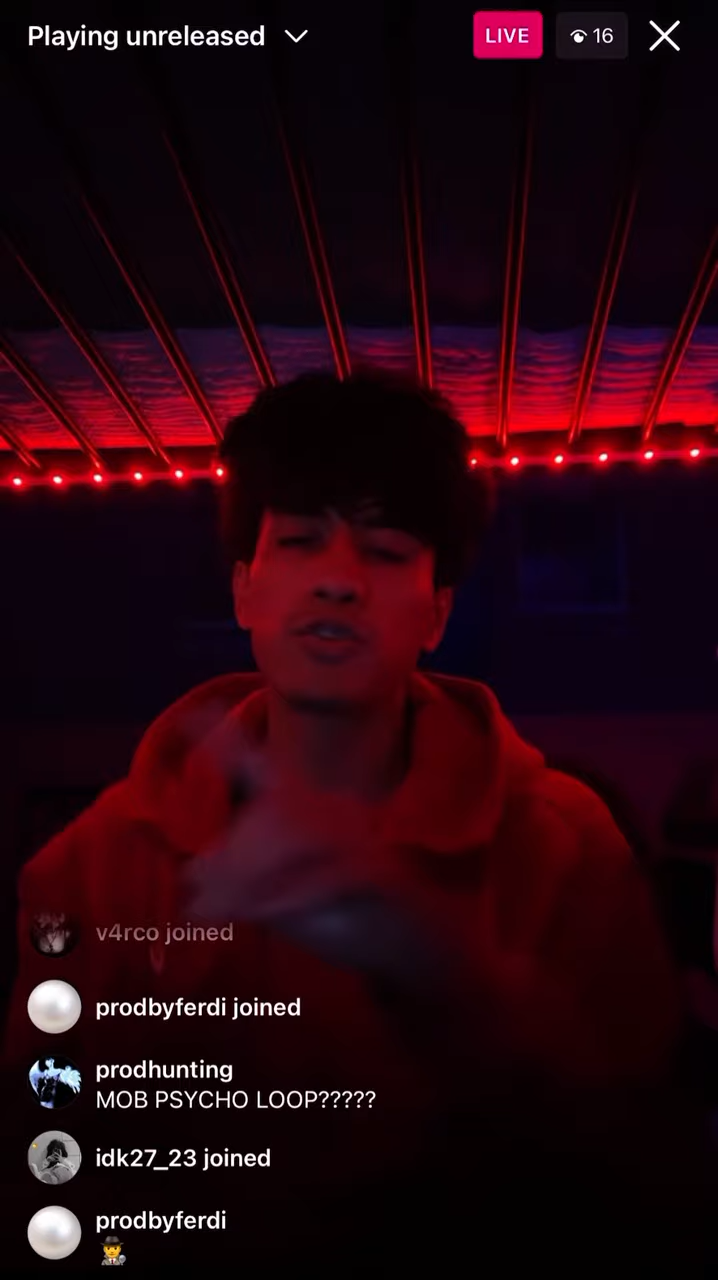 Playing unreleased
LIVE
16
v4rco joined
prodbyferdi joined
prodhunting
MOB PSYCHO LOOP?????
idk27_23 joined
prodbyferdi
🕵️